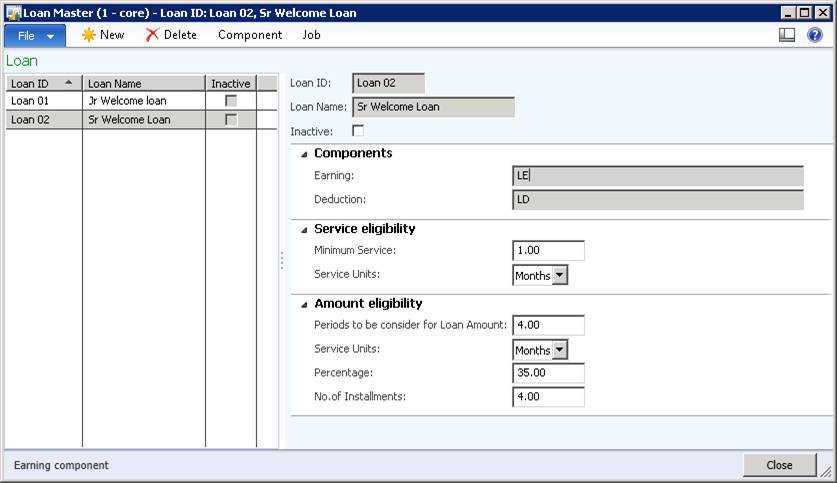 Loan Master (1 - core) - Loan ID: Loan 02, Sr Welcome Loan
File New Delete Component Job
Loan
Loan ID Loan Name Inactive
Loan 01 Jr Welcome loan
Loan 02 Sr Welcome Loan
Loan ID: Loan 02
Loan Name: Sr Welcome Loan
Inactive:
Components
Earning: LE
Deduction: LD
Service eligibility
Minimum Service: 1.00
Service Units: Months
Amount eligibility
Periods to be consider for Loan Amount: 4.00
Service Units: Months
Percentage: 35.00
No.of Installments: 4.00
Earning component Close